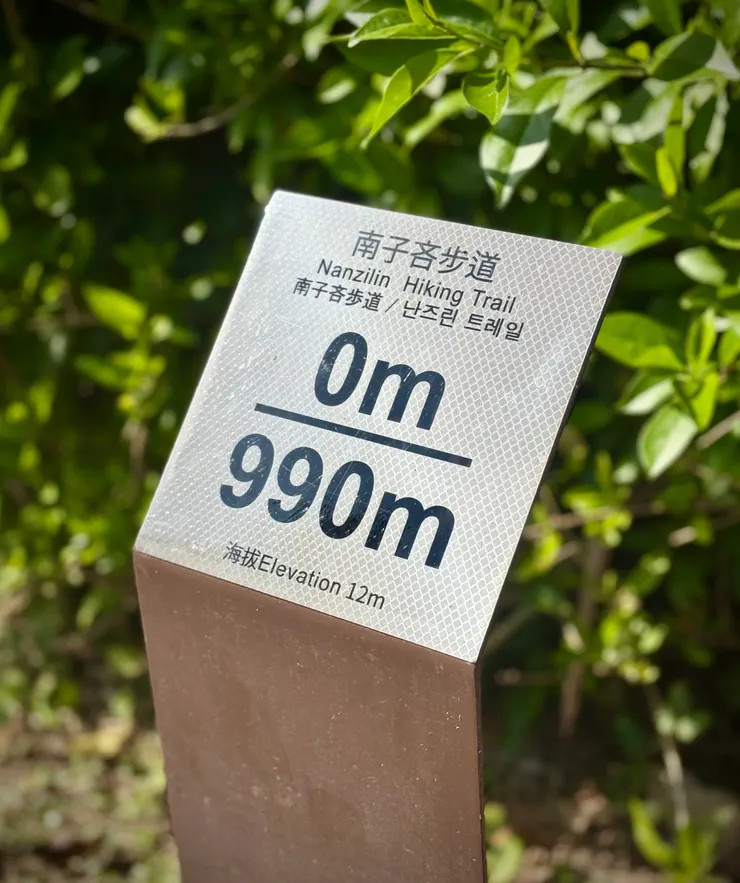 南子吝步道
Nanzilin Hiking Trail
南子吝步道 / 난즈린 트레일
0m
990m
海拔Elevation 12m